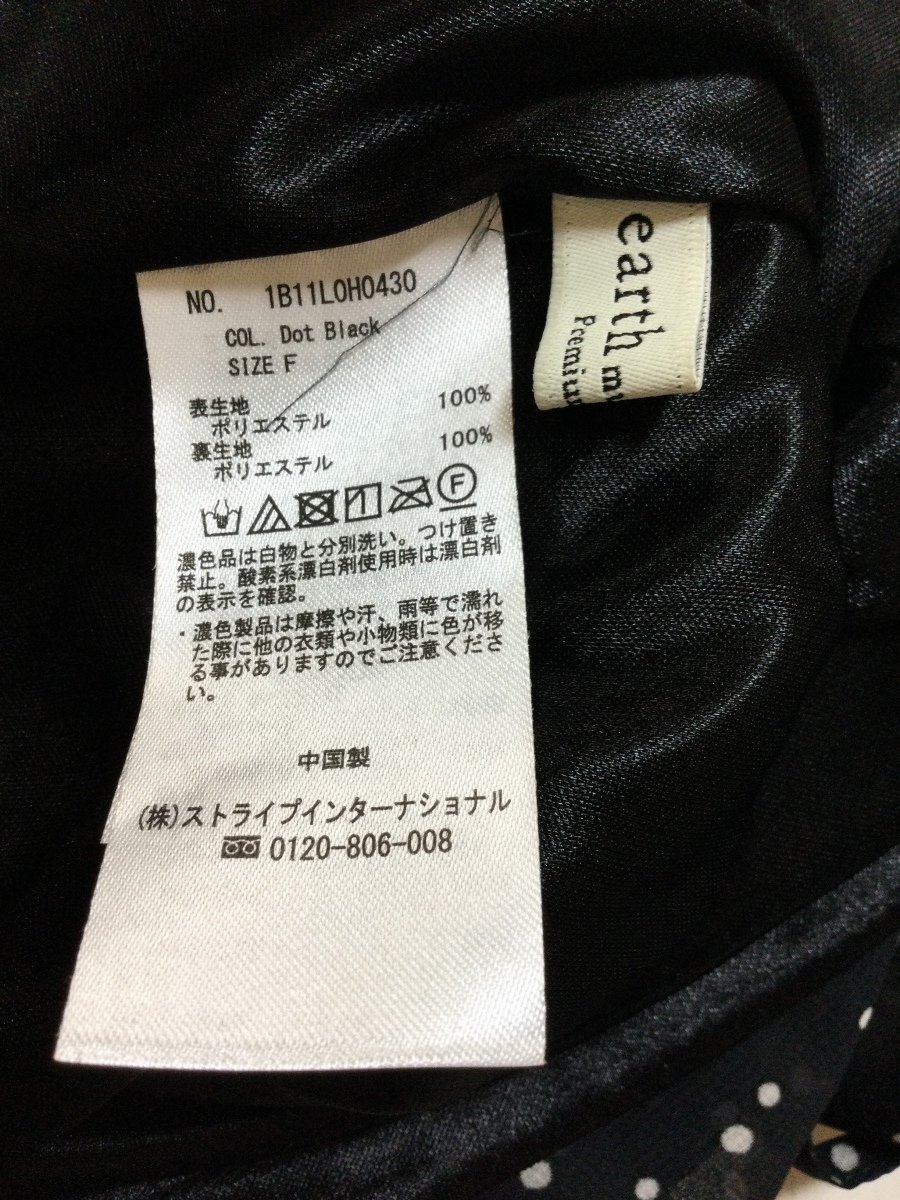 NO. 1B11L0H0430
COL. Dot Black
SIZE F
表生地
ポリエステル 100%
裏生地
ポリエステル 100%
F
濃色品は白物と分別洗い。つけ置き
禁止。酸素系漂白剤使用時は漂白剤
の表示を確認。
・濃色製品は摩擦や汗、雨等で濡れ
た際に他の衣類や小物類に色が移
る事がありますのでご注意くださ
い。
中国製
(株)ストライプインターナショナル
0120-806-008
earth